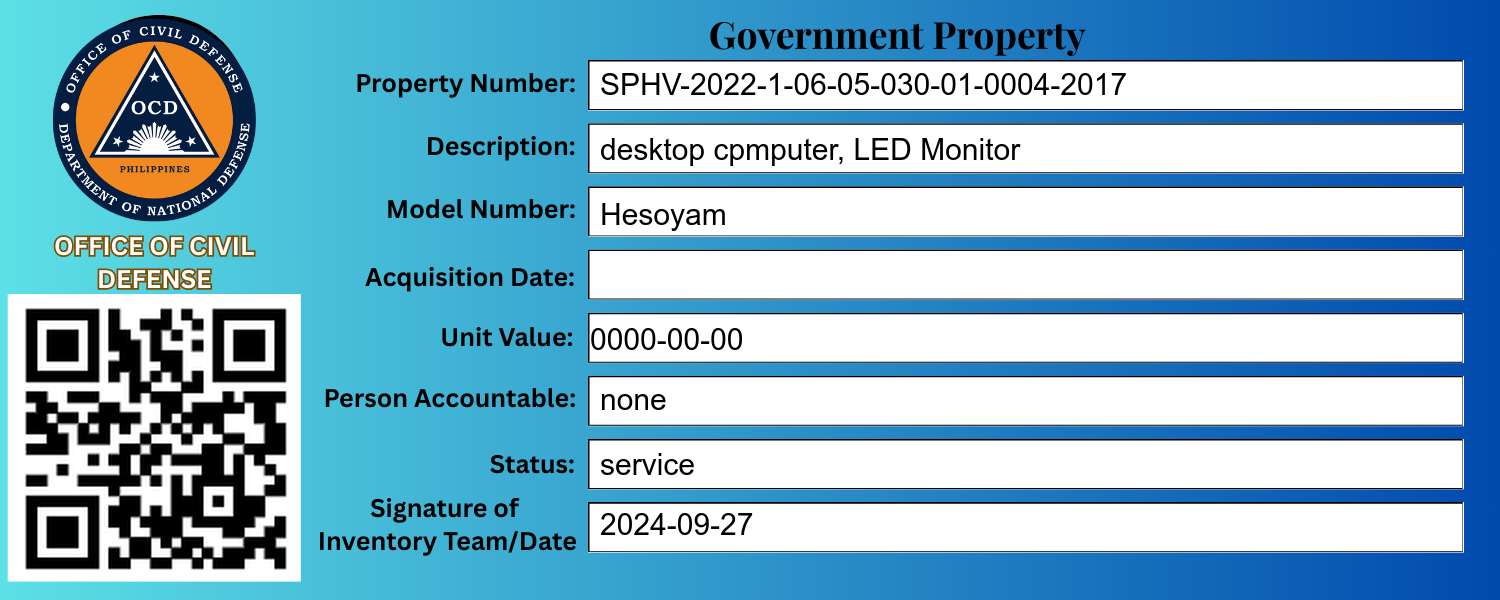 OFFICE OF CIVIL DEFENSE
DEPARTMENT OF NATIONAL DEFENSE
OCD
PHILIPPINES
OFFICE OF CIVIL
DEFENSE
Government Property
Property Number: SPHV-2022-1-06-05-030-01-0004-2017
Description: desktop cpmputer, LED Monitor
Model Number: Hesoyam
Acquisition Date:
Unit Value: 0000-00-00
Person Accountable: none
Status: service
Signature of
Inventory Team/Date 2024-09-27